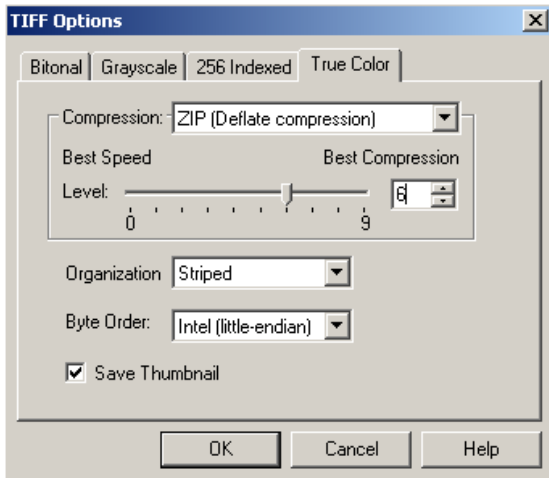 TIFF Options
Bitonal Grayscale 256 Indexed True Color
Compression: ZIP (Deflate compression)
Best Speed Best Compression
Level: 6
0 9
Organization Striped
Byte Order: Intel (little-endian)
Save Thumbnail
OK Cancel Help